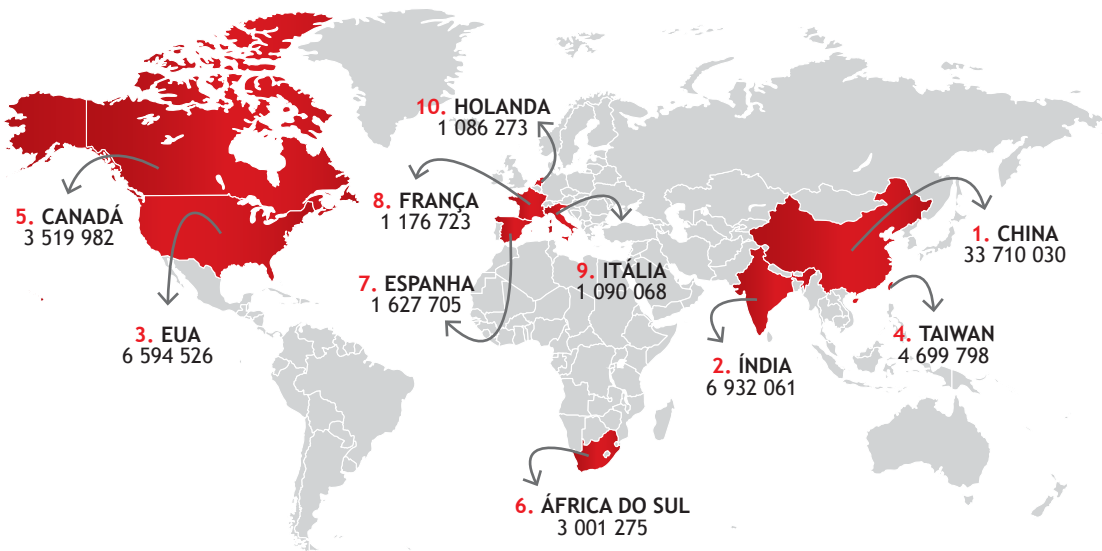 10. HOLANDA
1 086 273
8. FRANÇA
1 176 723
5. CANADÁ
3 519 982
1. CHINA
33 710 030
9. ITÁLIA
1 090 068
7. ESPANHA
1 627 705
3. EUA
6 594 526
4. TAIWAN
4 699 798
2. ÍNDIA
6 932 061
6. ÁFRICA DO SUL
3 001 275